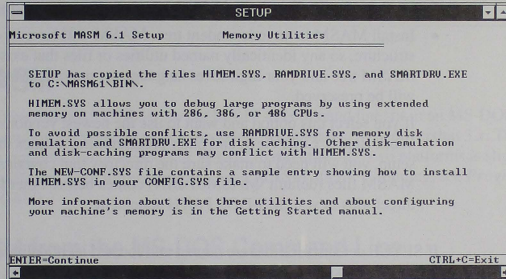 SETUP
Microsoft MASM 6.1 Setup Memory Utilities
SETUP has copied the files HIMEM.SYS, RAMDRIVE.SYS, and SMARTDRV.EXE
to C:\MASM61\BIN\.
HIMEM.SYS allows you to debug large programs by using extended
memory on machines with 286, 386, or 486 CPUs.
To avoid possible conflicts, use RAMDRIVE.SYS for memory disk
emulation and SMARTDRV.EXE for disk caching. Other disk-emulation
and disk-caching programs may conflict with HIMEM.SYS.
The NEW-CONF.SYS file contains a sample entry showing how to install
HIMEM.SYS in your CONFIG.SYS file.
More information about these three utilities and about configuring
your machine's memory is in the Getting Started manual.
ENTER=Continue CTRL+C=Exit